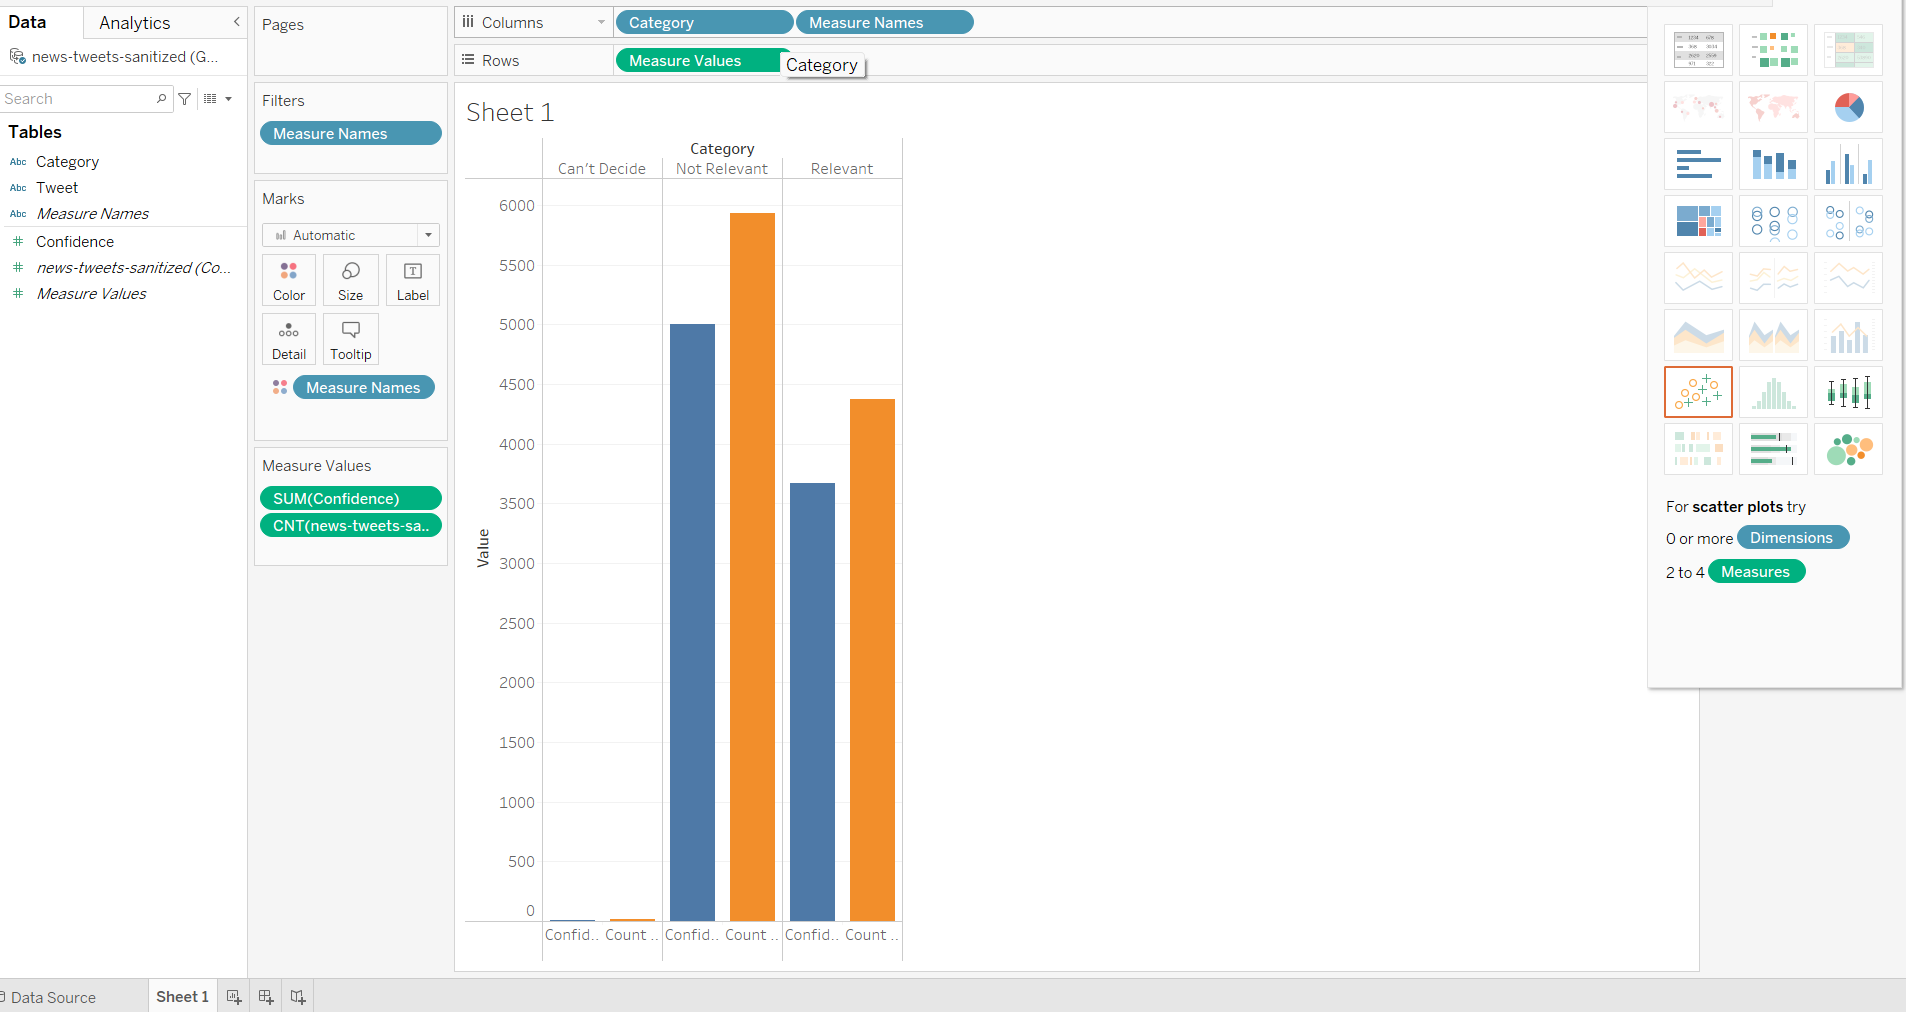 Data
Analytics
news-tweets-sanitized (G...
Search
Tables
Abc Category
Abc Tweet
Abc Measure Names
# Confidence
# news-tweets-sanitized (Co...
# Measure Values
Pages
Filters
Measure Names
Marks
Automatic
Color
Size
T
Label
Detail
Tooltip
Measure Names
Measure Values
SUM(Confidence)
CNT(news-tweets-sa..
Columns
Category
Measure Names
Rows
Measure Values
Category
Sheet 1
Category
Can't Decide
Not Relevant
Relevant
6000
5500
5000
4500
4000
3500
3000
2500
2000
1500
1000
500
0
Value
Confid..
Count ..
Confid..
Count ..
Confid..
Count ..
For scatter plots try
0 or more Dimensions
2 to 4 Measures
Data Source
Sheet 1